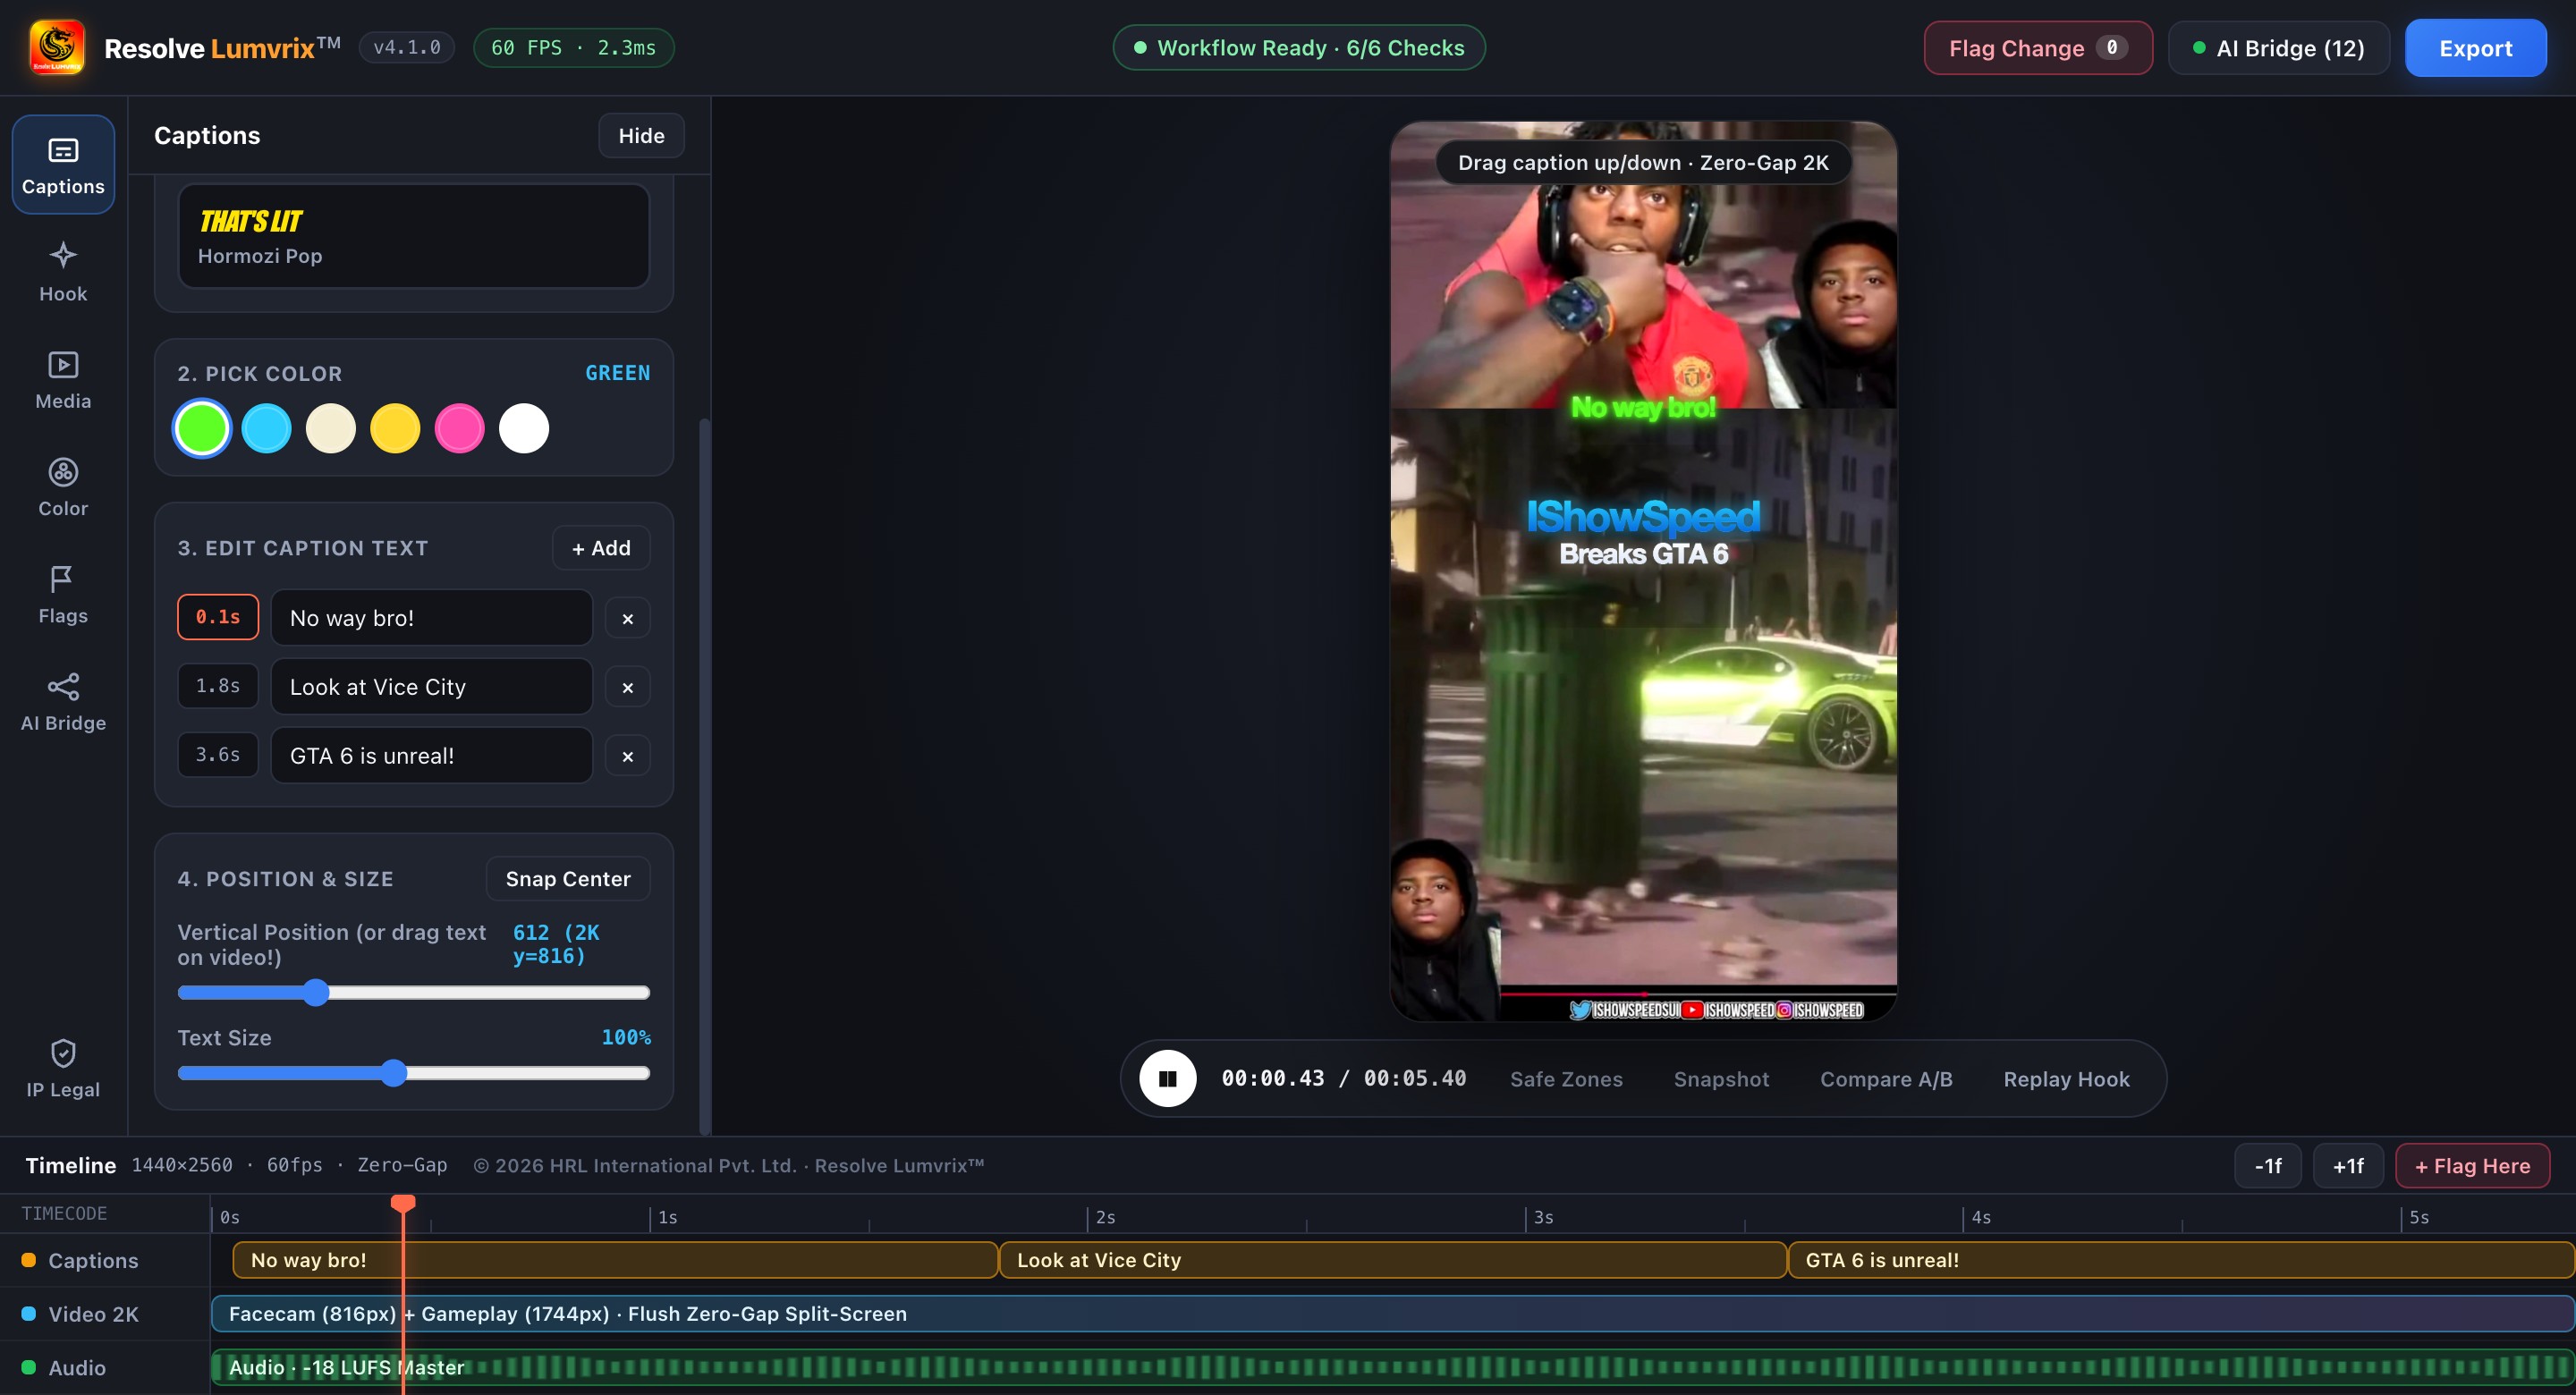 Resolve Lumvrix™ v4.1.0 60 FPS · 2.3ms
Workflow Ready · 6/6 Checks
Flag Change 0
AI Bridge (12)
Export
Captions
Hook
Media
Color
Flags
AI Bridge
IP Legal
Captions
Hide
THAT'S LIT
Hormozi Pop
2. PICK COLOR
GREEN
3. EDIT CAPTION TEXT
+ Add
0.1s No way bro! ×
1.8s Look at Vice City ×
3.6s GTA 6 is unreal! ×
4. POSITION & SIZE
Snap Center
Vertical Position (or drag text
on video!)
612 (2K
y=816)
Text Size
100%
Drag caption up/down · Zero-Gap 2K
No way bro!
IShowSpeed
Breaks GTA 6
ISHOWSPEEDSUI ISHOWSPEED ISHOWSPEED
00:00.43 / 00:05.40
Safe Zones
Snapshot
Compare A/B
Replay Hook
Timeline 1440×2560 · 60fps · Zero-Gap © 2026 HRL International Pvt. Ltd. · Resolve Lumvrix™
-1f
+1f
+ Flag Here
TIMECODE 0s 1s 2s 3s 4s 5s
Captions No way bro! Look at Vice City GTA 6 is unreal!
Video 2K Facecam (816px) + Gameplay (1744px) · Flush Zero-Gap Split-Screen
Audio Audio · -18 LUFS Master